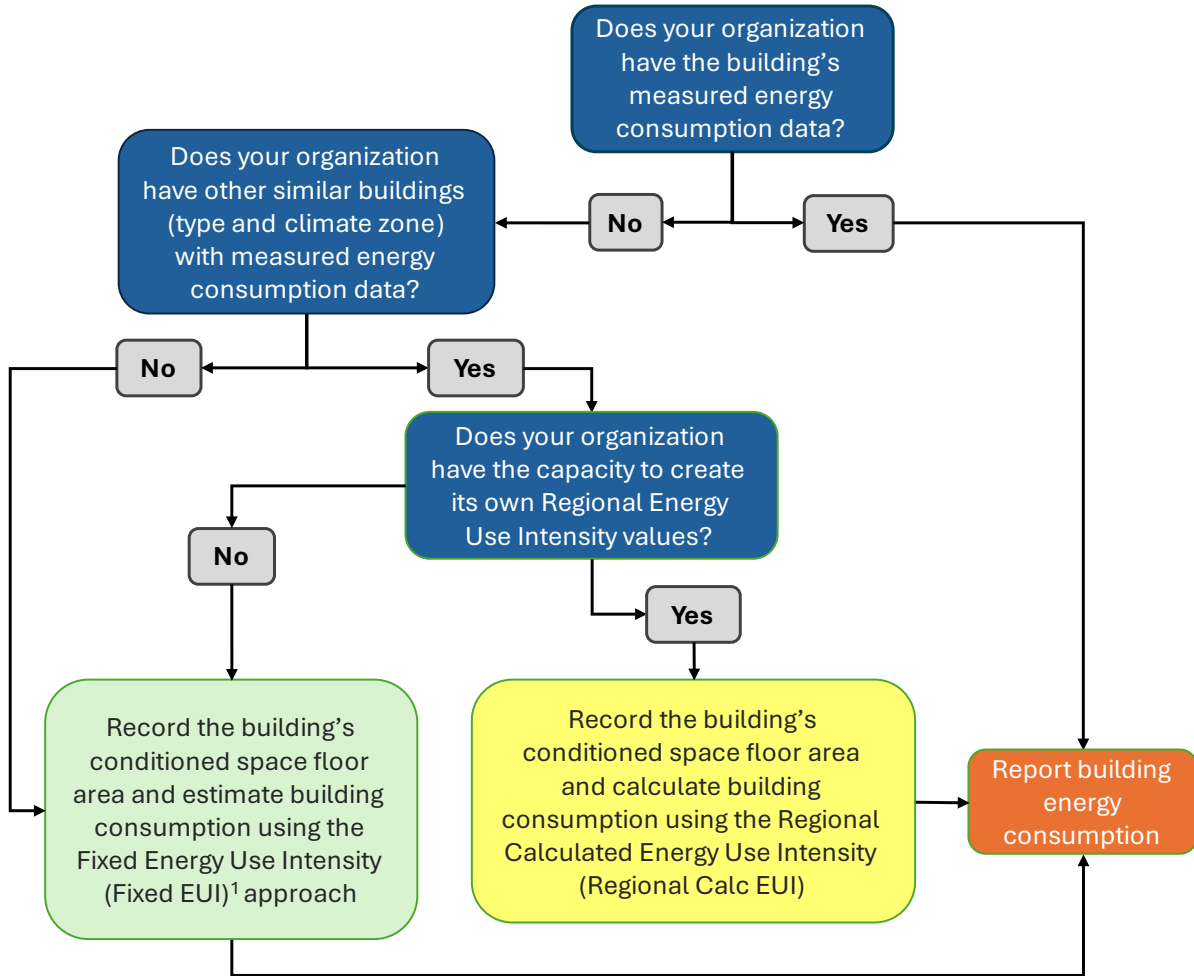 Does your organization
have the building’s
measured energy
consumption data?
Does your organization
have other similar buildings
(type and climate zone)
with measured energy
consumption data?
No
Yes
No
Yes
Does your organization
have the capacity to create
its own Regional Energy
Use Intensity values?
No
Yes
Record the building’s
conditioned space floor
area and estimate building
consumption using the
Fixed Energy Use Intensity
(Fixed EUI)¹ approach
Record the building’s
conditioned space floor area
and calculate building
consumption using the Regional
Calculated Energy Use Intensity
(Regional Calc EUI)
Report building
energy
consumption